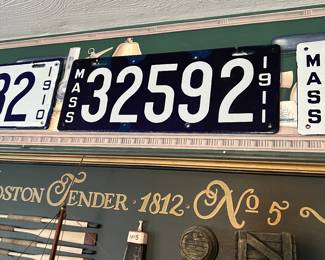 32 1910
MASS 32592 1911
MASS
OSTON TENDER · 1812 · No 5